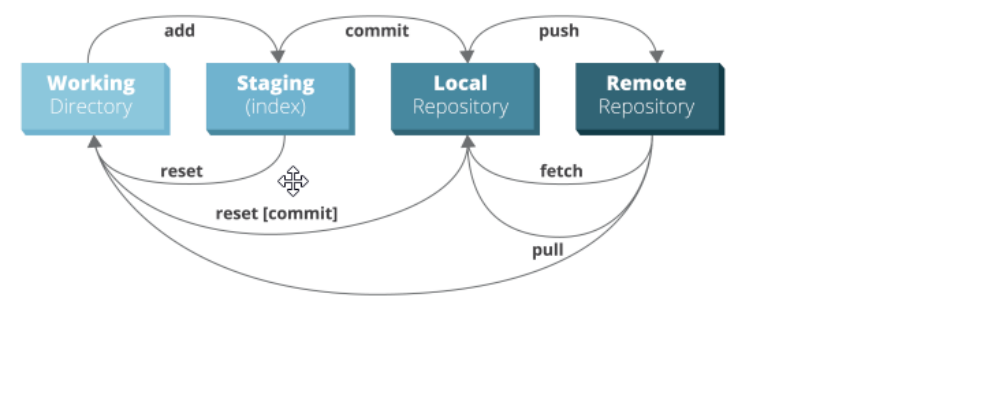 add
commit
push
Working
Directory
Staging
(index)
Local
Repository
Remote
Repository
reset
fetch
reset [commit]
pull